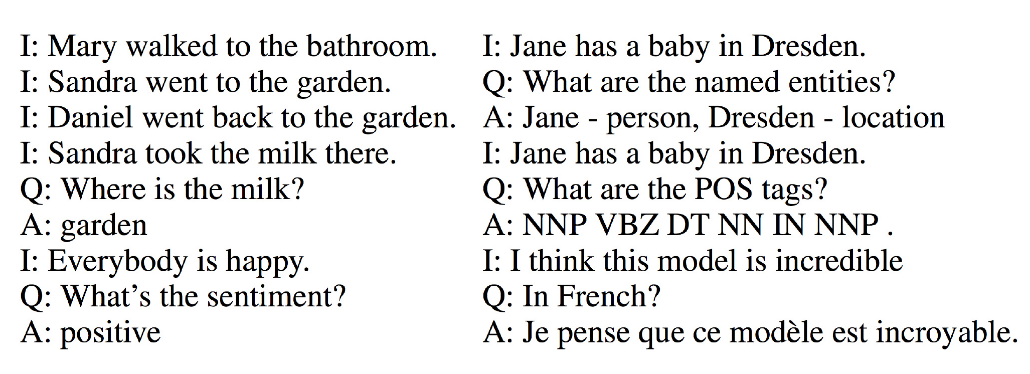 I: Mary walked to the bathroom.
I: Sandra went to the garden.
I: Daniel went back to the garden.
I: Sandra took the milk there.
Q: Where is the milk?
A: garden
I: Everybody is happy.
Q: What's the sentiment?
A: positive
I: Jane has a baby in Dresden.
Q: What are the named entities?
A: Jane - person, Dresden - location
I: Jane has a baby in Dresden.
Q: What are the POS tags?
A: NNP VBZ DT NN IN NNP .
I: I think this model is incredible
Q: In French?
A: Je pense que ce modèle est incroyable.